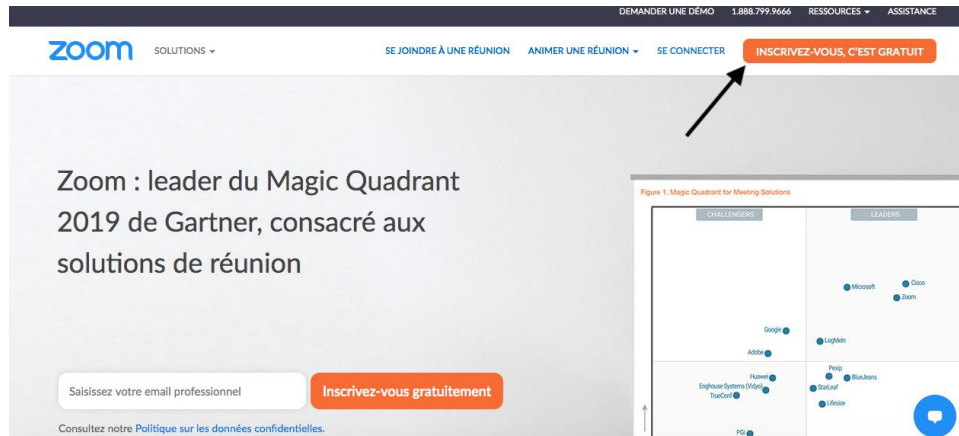 DEMANDER UNE DÉMO 1.888.799.9666 RESSOURCES ASSISTANCE
zoom SOLUTIONS SE JOINDRE À UNE RÉUNION ANIMER UNE RÉUNION SE CONNECTER INSCRIVEZ-VOUS, C'EST GRATUIT
Zoom : leader du Magic Quadrant
2019 de Gartner, consacré aux
solutions de réunion
Saisissez votre email professionnel Inscrivez-vous gratuitement
Consultez notre Politique sur les données confidentielles.
Figure 1. Magic Quadrant for Meeting Solutions
CHALLENGERS LEADERS
Microsoft Cisco
Zoom
Google
LogMeIn
Adobe
Huawei Pexip
BlueJeans
Enghouse Systems (Vidyo) StarLeaf
TrueConf
Lifesize
PGi